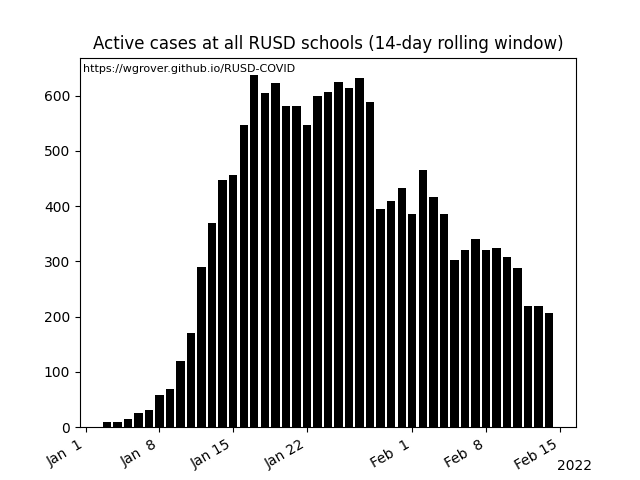 Active cases at all RUSD schools (14-day rolling window)
https://wgrover.github.io/RUSD-COVID
600
500
400
300
200
100
0
Jan 1
Jan 8
Jan 15
Jan 22
Feb 1
Feb 8
Feb 15
2022